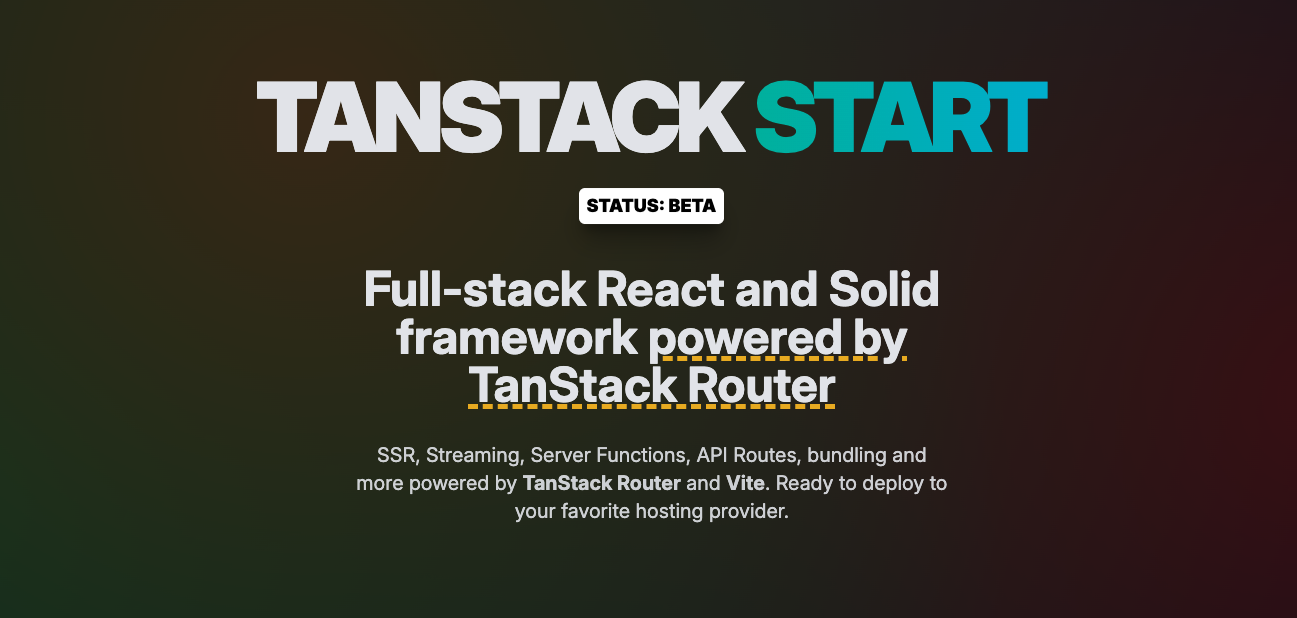 TANSTACK START
STATUS: BETA
Full-stack React and Solid
framework powered by
TanStack Router
SSR, Streaming, Server Functions, API Routes, bundling and
more powered by TanStack Router and Vite. Ready to deploy to
your favorite hosting provider.